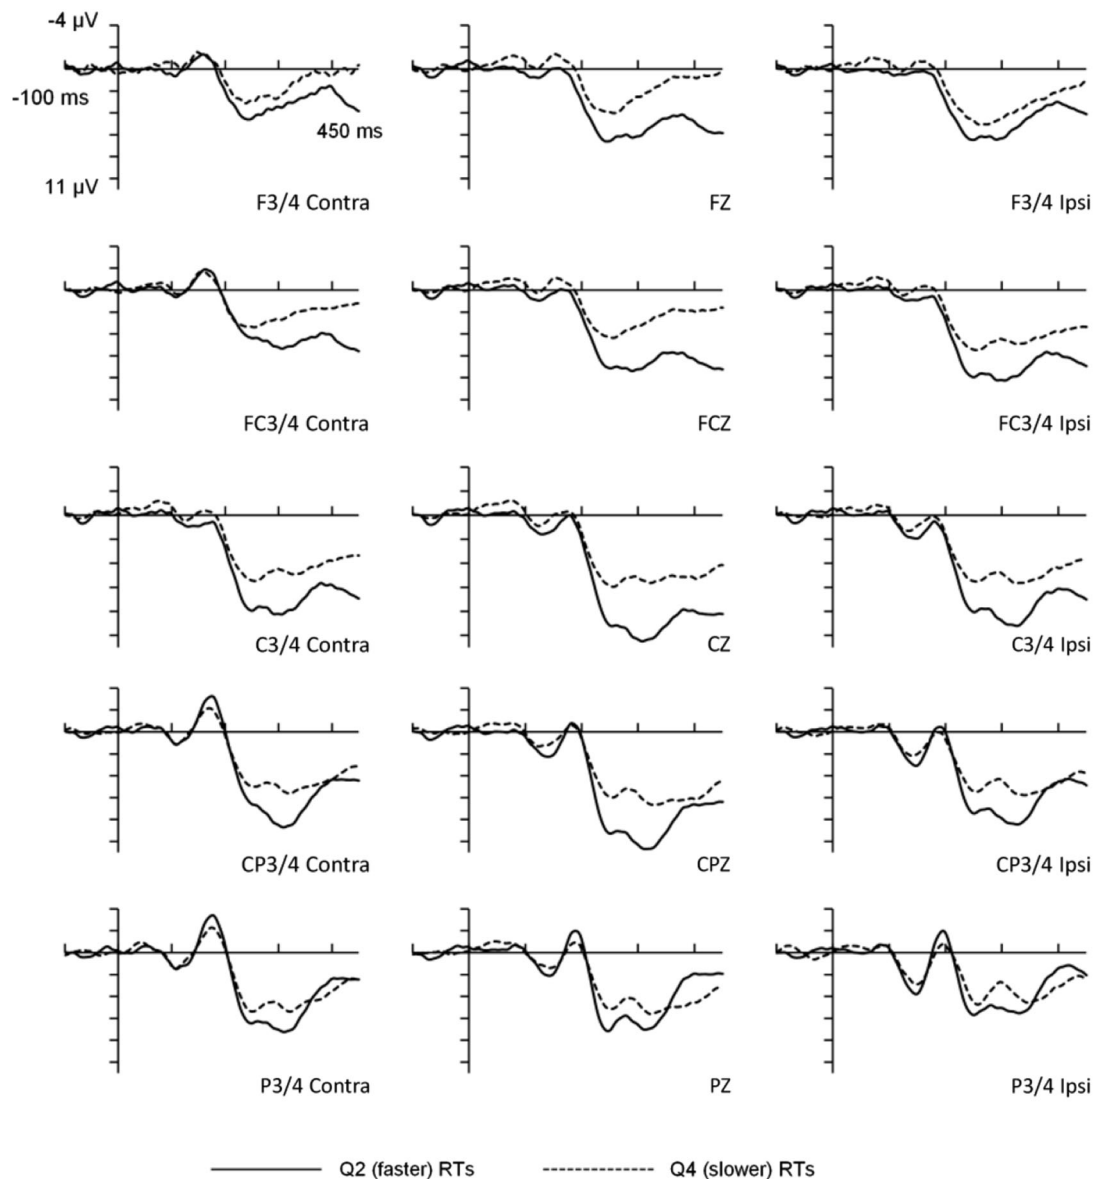 -4 µV
-100 ms
450 ms
11 µV
F3/4 Contra
FZ
F3/4 Ipsi
FC3/4 Contra
FCZ
FC3/4 Ipsi
C3/4 Contra
CZ
C3/4 Ipsi
CP3/4 Contra
CPZ
CP3/4 Ipsi
P3/4 Contra
PZ
P3/4 Ipsi
Q2 (faster) RTs
Q4 (slower) RTs